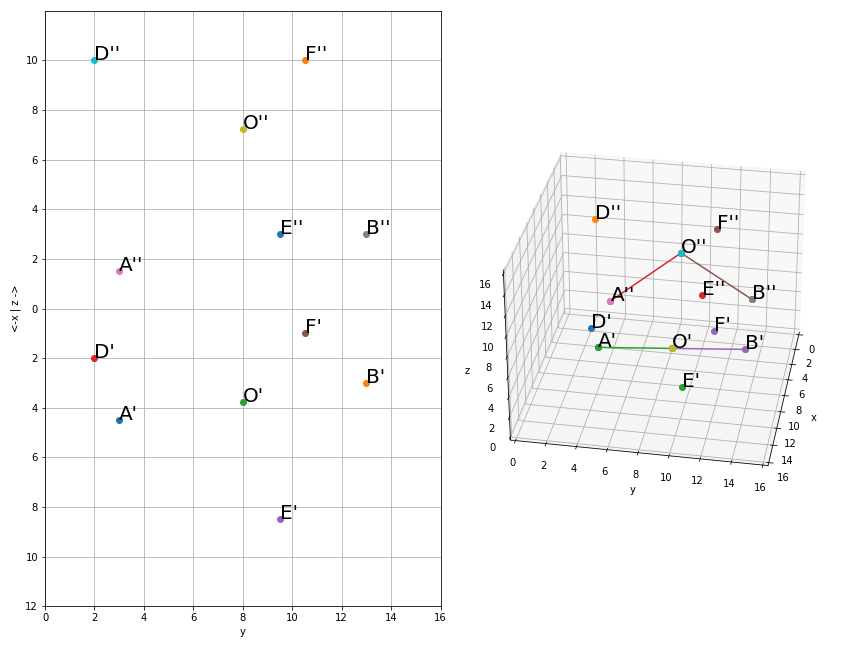 D'' F''
10
8
O''
6
4
E'' B''
2
A''
0
F'
2
D'
B'
4
O'
A'
6
8
E'
10
12
0 2 4 6 8 10 12 14 16
y
<-x | z ->
D''
F''
O''
A'' E'' B''
D' F'
A' O' B'
E'
16
14
12
10
8
6
4
2
0
z
0 2 4 6 8 10 12 14 16
y
0
2
4
6
8
10
12
14
16
x